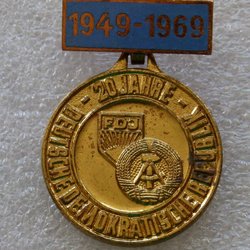 1949-1969
20 JAHRE
DEUTSCHE DEMOKRATISCHE REPUBLIK
FDJ